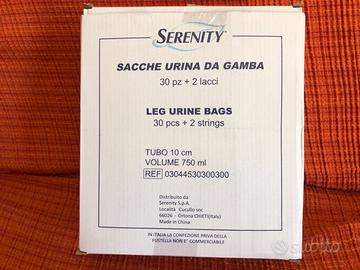 SERENITY
SACCHE URINA DA GAMBA
30 pz + 2 lacci
LEG URINE BAGS
30 pcs + 2 strings
TUBO 10 cm
VOLUME 750 ml
REF 03044530300300
Distribuito da:
Serenity S.p.A.
Località Cucullo snc
66026 - Ortona CHIETI(Italy)
Made in China
IN ITALIA LA CONFEZIONE PRIVA DELLA
FUSTELLA NON E' COMMERCIABILE
subito